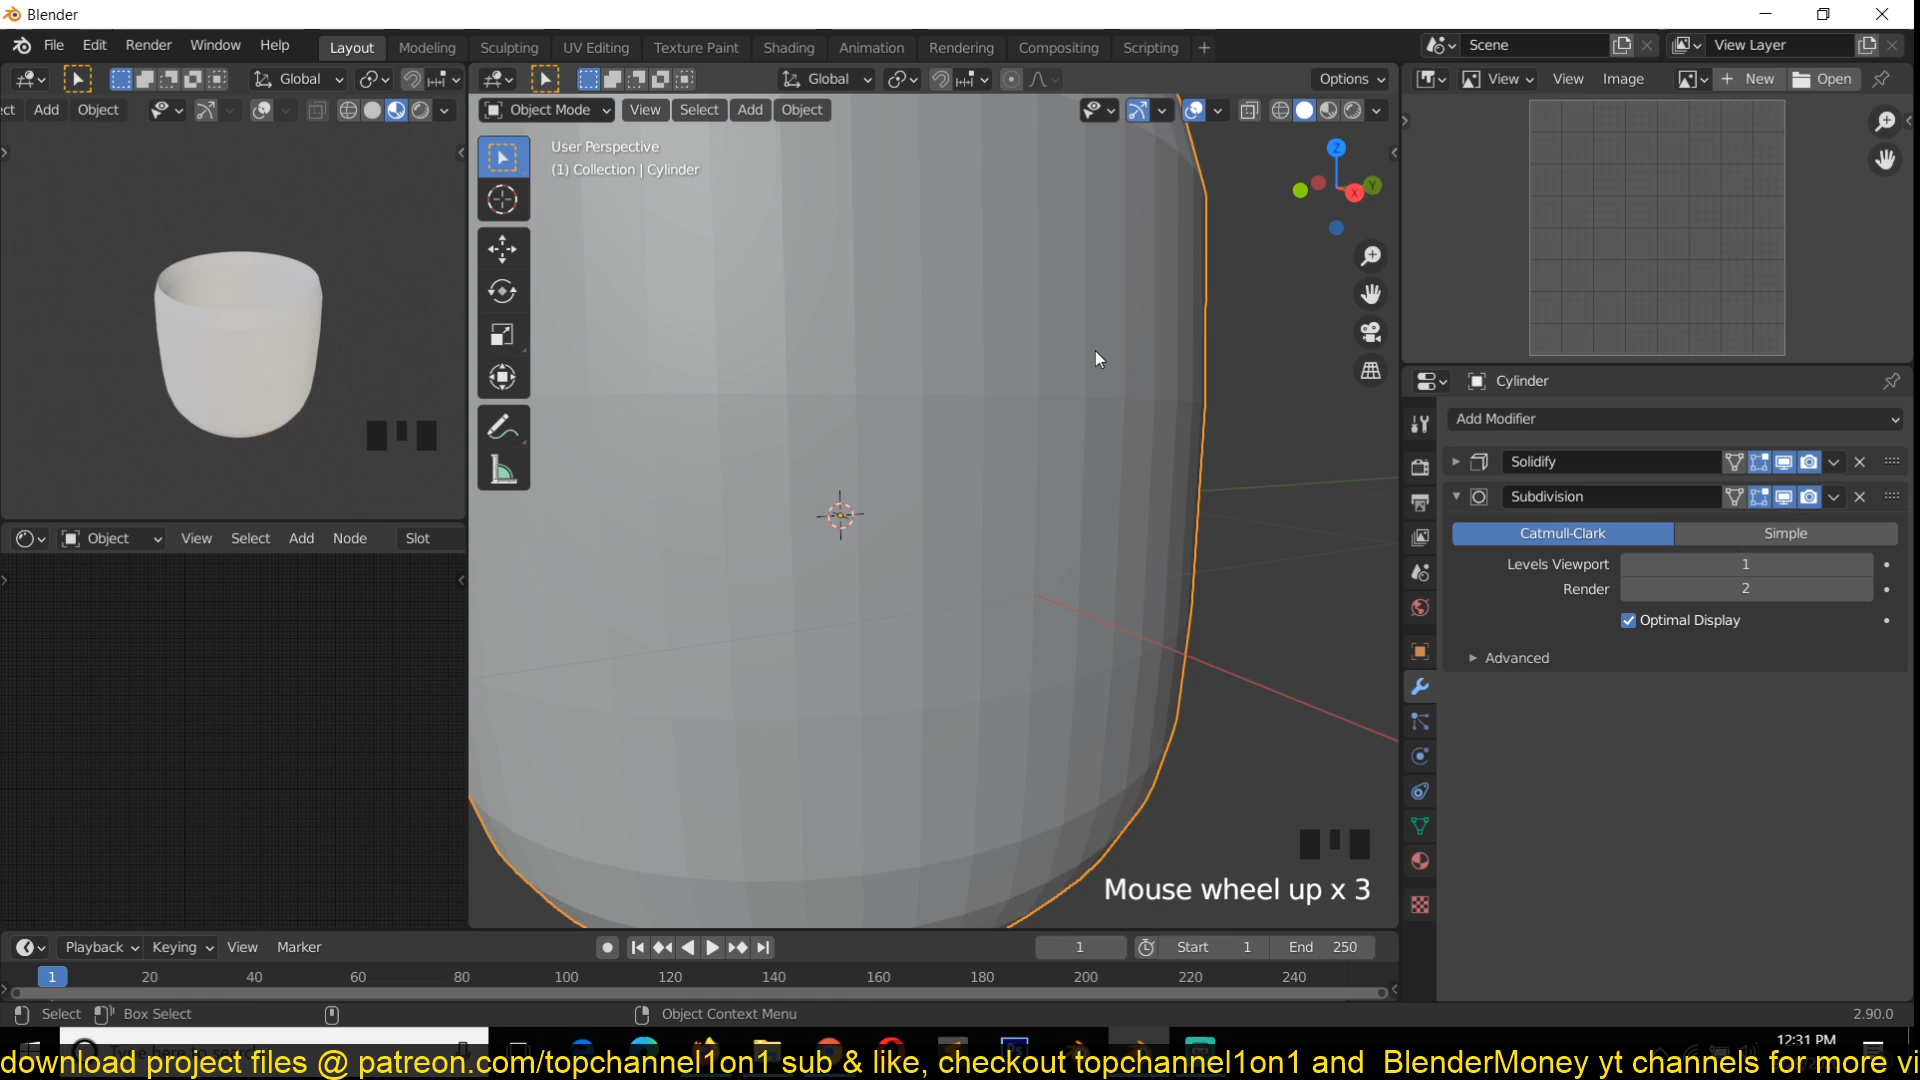 Blender
File Edit Render Window Help Layout Modeling Sculpting UV Editing Texture Paint Shading Animation Rendering Compositing Scripting + Scene View Layer
Global Global Options View View Image + New Open
ct Add Object Object Mode View Select Add Object
User Perspective
(1) Collection | Cylinder
Z
Y
X
Cylinder
Add Modifier
Solidify
Subdivision
Catmull-Clark Simple
Levels Viewport 1
Render 2
Optimal Display
Advanced
Object View Select Add Node Slot
Mouse wheel up x 3
Playback Keying View Marker 1 Start 1 End 250
1 20 40 60 80 100 120 140 160 180 200 220 240
Select Box Select Object Context Menu 2.90.0
12:31 PM
download project files @ patreon.com/topchannel1on1 sub & like, checkout topchannel1on1 and BlenderMoney yt channels for more vi